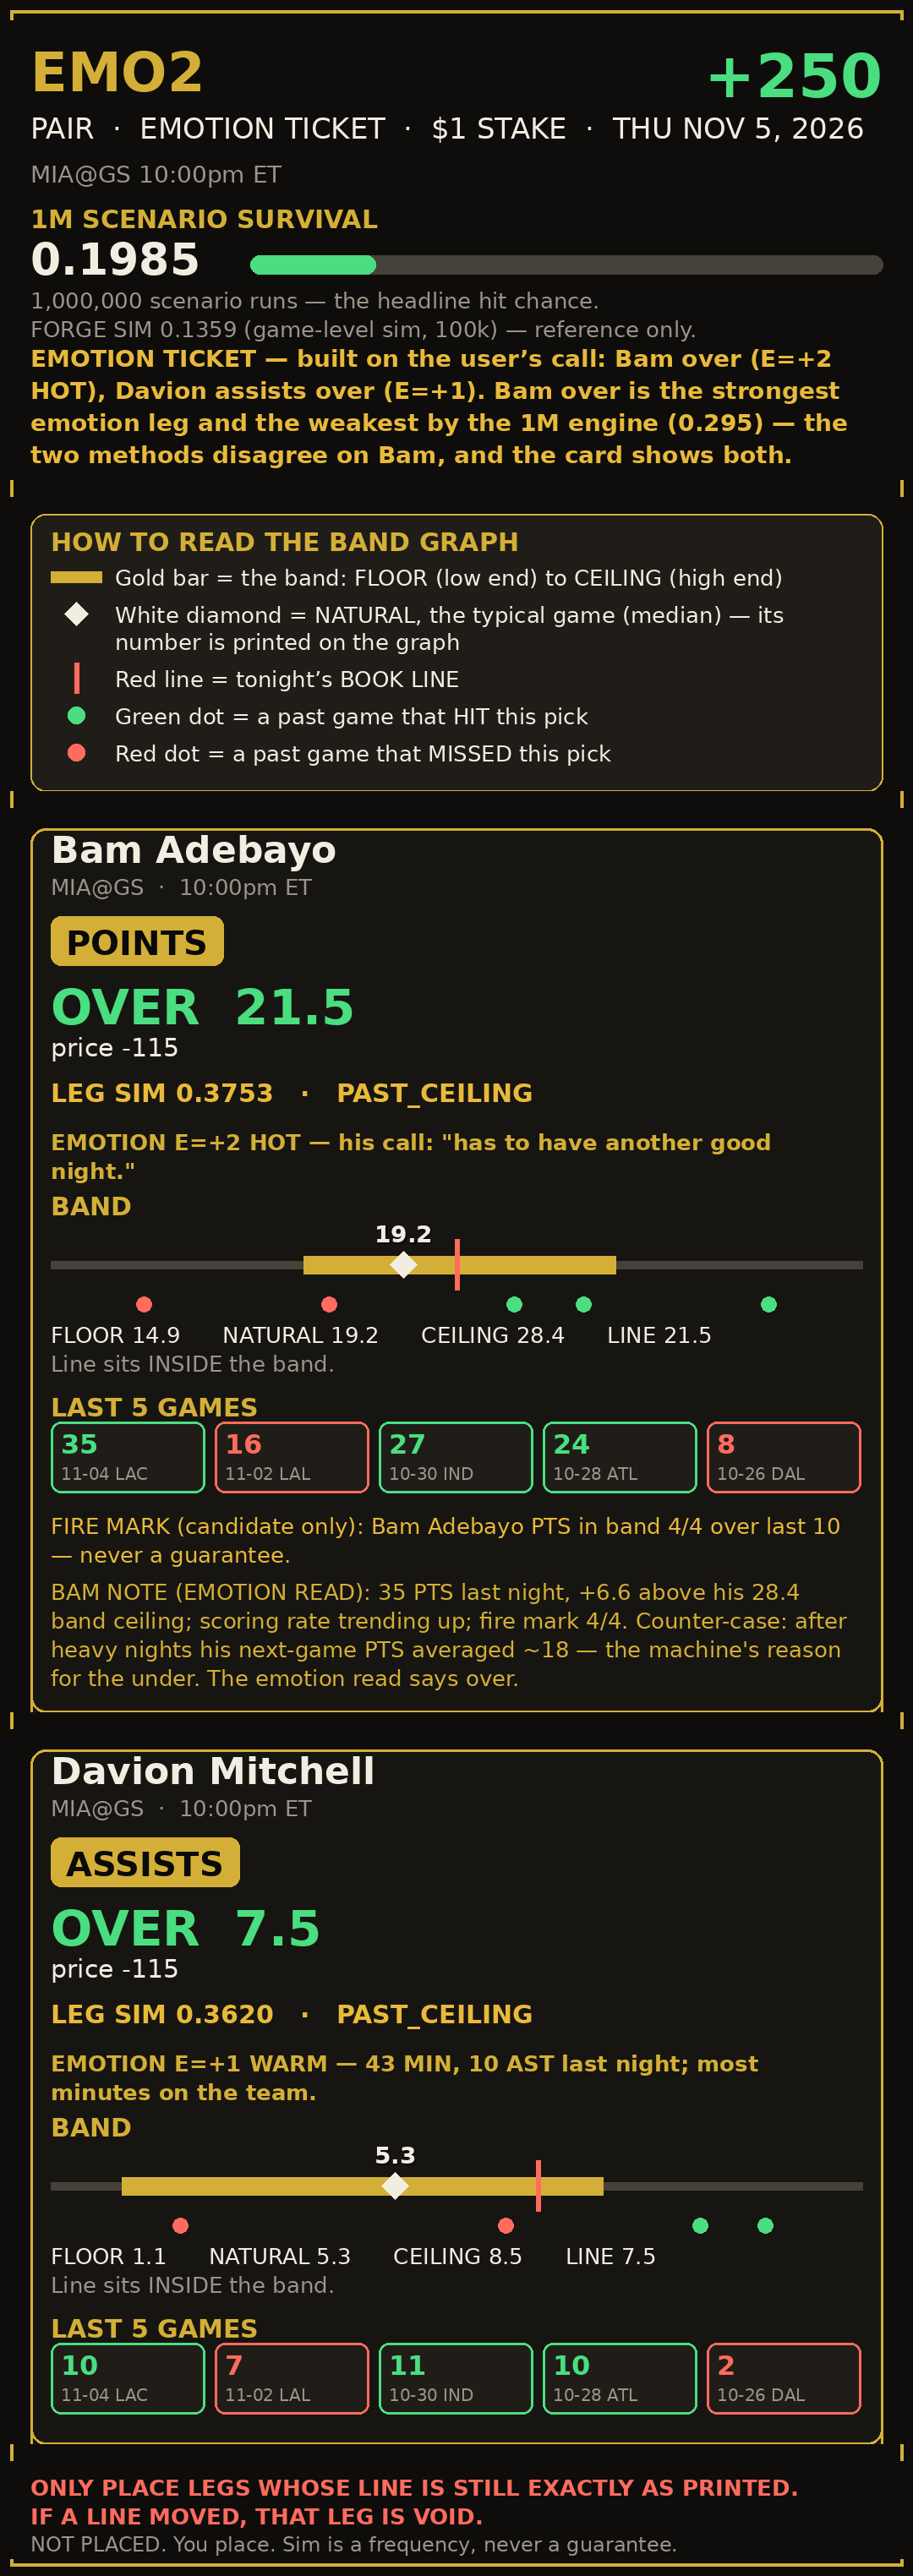 EMO2
+250
PAIR · EMOTION TICKET · $1 STAKE · THU NOV 5, 2026
MIA@GS 10:00pm ET
1M SCENARIO SURVIVAL
0.1985
1,000,000 scenario runs — the headline hit chance.
FORGE SIM 0.1359 (game-level sim, 100k) — reference only.
EMOTION TICKET — built on the user’s call: Bam over (E=+2
HOT), Davion assists over (E=+1). Bam over is the strongest
emotion leg and the weakest by the 1M engine (0.295) — the
two methods disagree on Bam, and the card shows both.
HOW TO READ THE BAND GRAPH
Gold bar = the band: FLOOR (low end) to CEILING (high end)
White diamond = NATURAL, the typical game (median) — its
number is printed on the graph
Red line = tonight’s BOOK LINE
Green dot = a past game that HIT this pick
Red dot = a past game that MISSED this pick
Bam Adebayo
MIA@GS · 10:00pm ET
POINTS
OVER 21.5
price -115
LEG SIM 0.3753 · PAST_CEILING
EMOTION E=+2 HOT — his call: "has to have another good
night."
BAND
19.2
FLOOR 14.9 NATURAL 19.2 CEILING 28.4 LINE 21.5
Line sits INSIDE the band.
LAST 5 GAMES
35 16 27 24 8
11-04 LAC 11-02 LAL 10-30 IND 10-28 ATL 10-26 DAL
FIRE MARK (candidate only): Bam Adebayo PTS in band 4/4 over last 10
— never a guarantee.
BAM NOTE (EMOTION READ): 35 PTS last night, +6.6 above his 28.4
band ceiling; scoring rate trending up; fire mark 4/4. Counter-case: after
heavy nights his next-game PTS averaged ~18 — the machine's reason
for the under. The emotion read says over.
Davion Mitchell
MIA@GS · 10:00pm ET
ASSISTS
OVER 7.5
price -115
LEG SIM 0.3620 · PAST_CEILING
EMOTION E=+1 WARM — 43 MIN, 10 AST last night; most
minutes on the team.
BAND
5.3
FLOOR 1.1 NATURAL 5.3 CEILING 8.5 LINE 7.5
Line sits INSIDE the band.
LAST 5 GAMES
10 7 11 10 2
11-04 LAC 11-02 LAL 10-30 IND 10-28 ATL 10-26 DAL
ONLY PLACE LEGS WHOSE LINE IS STILL EXACTLY AS PRINTED.
IF A LINE MOVED, THAT LEG IS VOID.
NOT PLACED. You place. Sim is a frequency, never a guarantee.